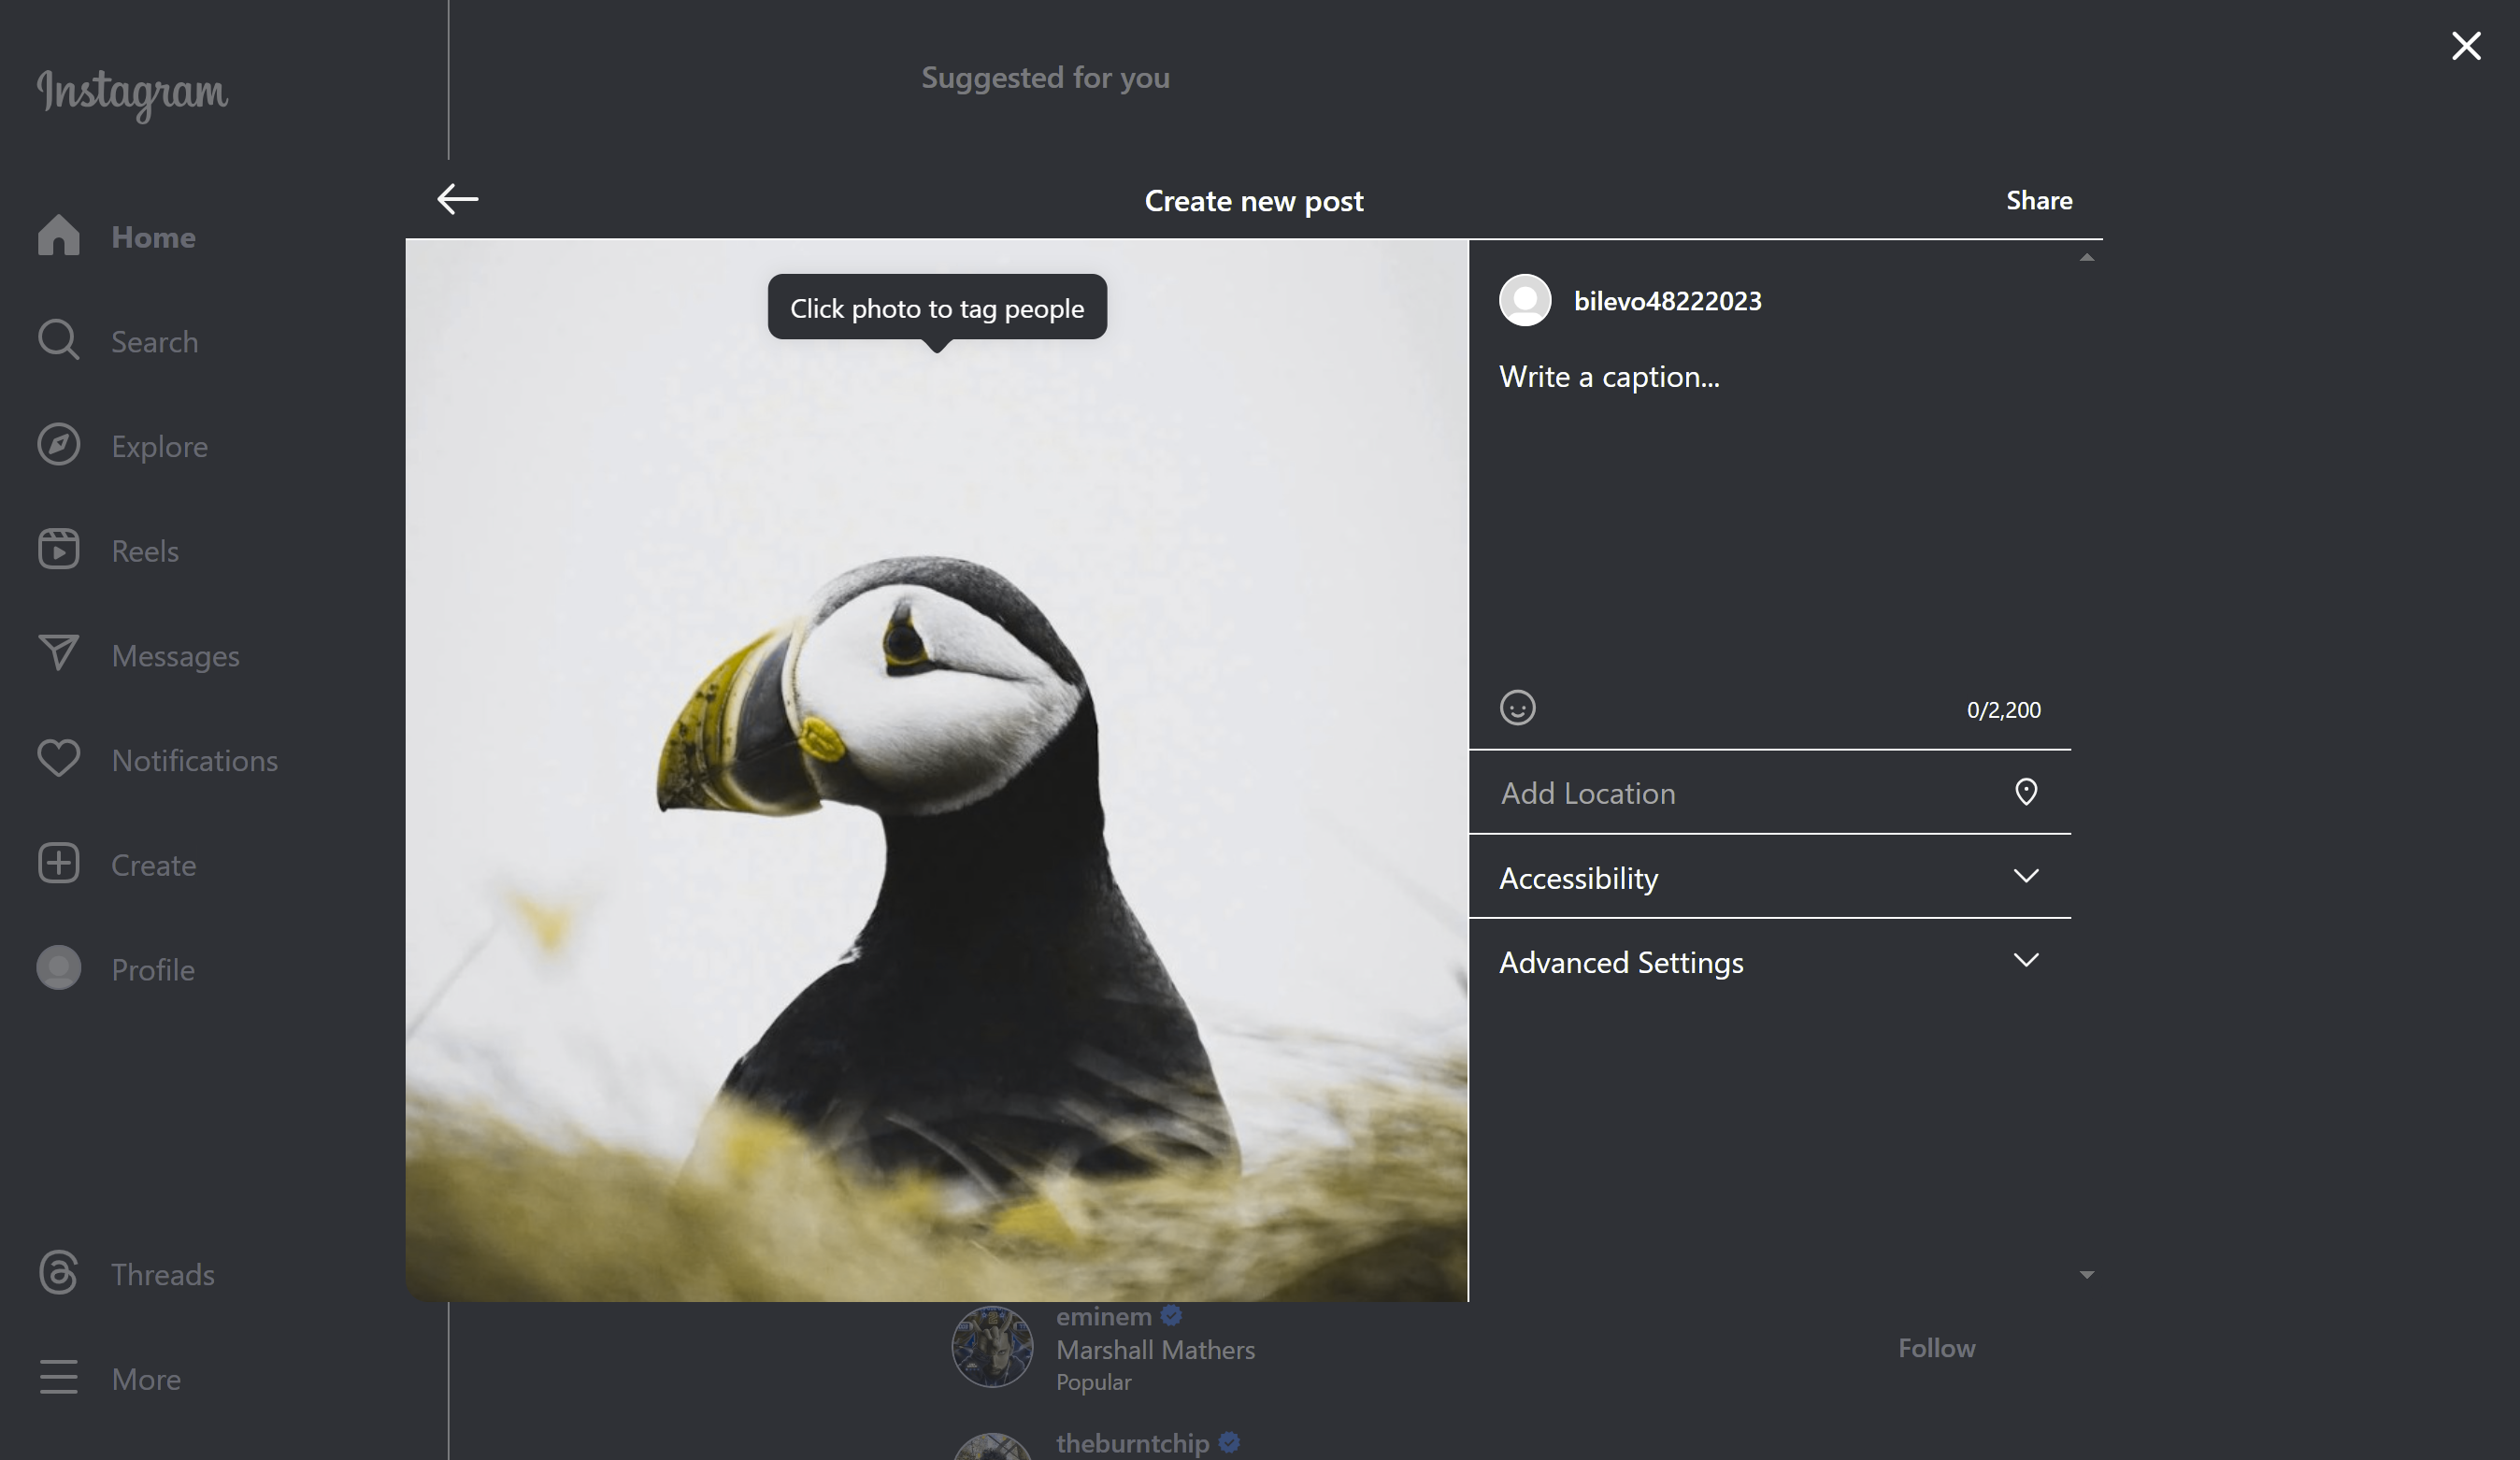 Instagram
Home
Search
Explore
Reels
Messages
Notifications
Create
Profile
Threads
More
Suggested for you
Create new post
Share
Click photo to tag people
bilevo48222023
Write a caption...
0/2,200
Add Location
Accessibility
Advanced Settings
eminem
Marshall Mathers
Popular
Follow
theburntchip